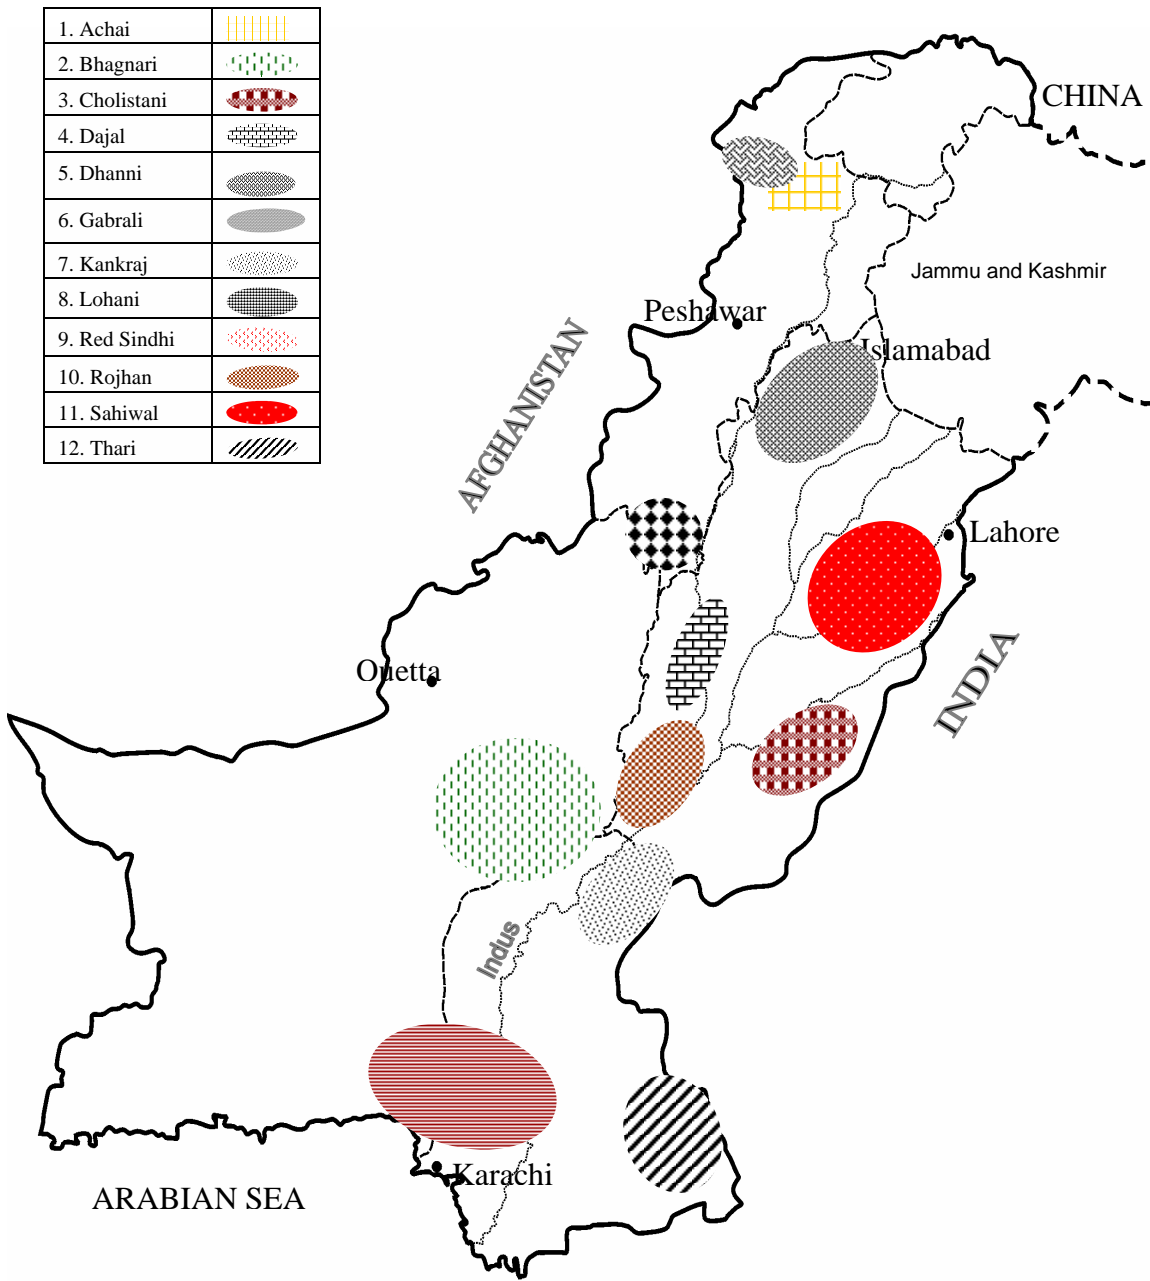 1. Achai
2. Bhagnari
3. Cholistani
4. Dajal
5. Dhanni
6. Gabrali
7. Kankraj
8. Lohani
9. Red Sindhi
10. Rojhan
11. Sahiwal
12. Thari
CHINA
Jammu and Kashmir
Peshawar
Islamabad
AFGHANISTAN
Lahore
INDIA
Quetta
Indus
Karachi
ARABIAN SEA